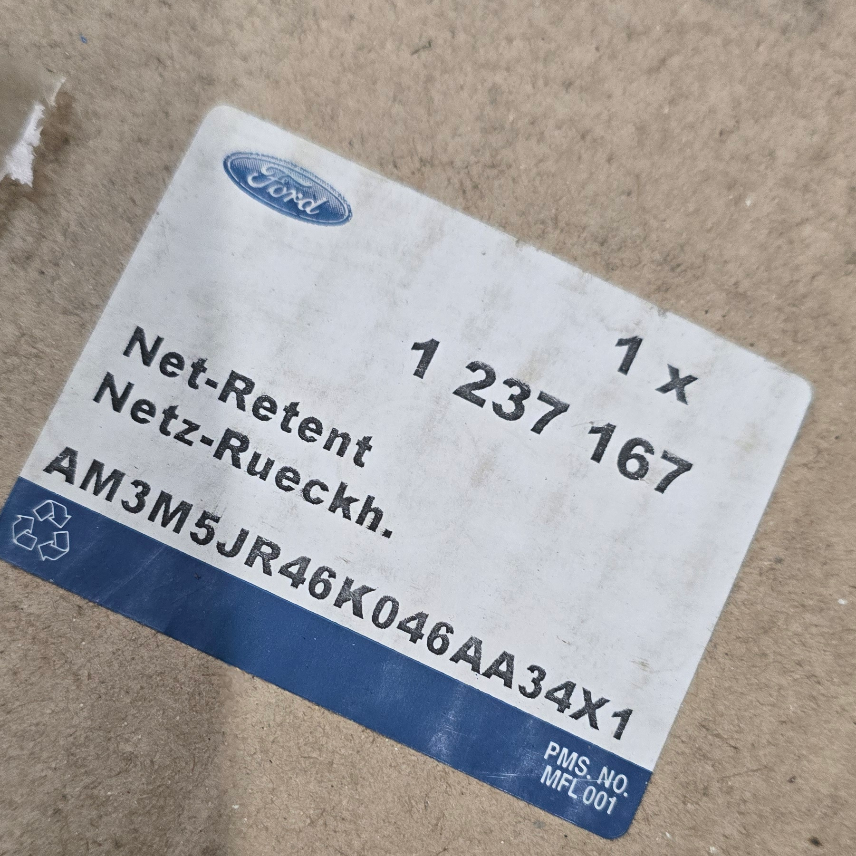 Ford
1 x
1 237 167
Net-Retent
Netz-Rueckh.
AM3M5JR46K046AA34X1
PMS. NO.
MFL 001